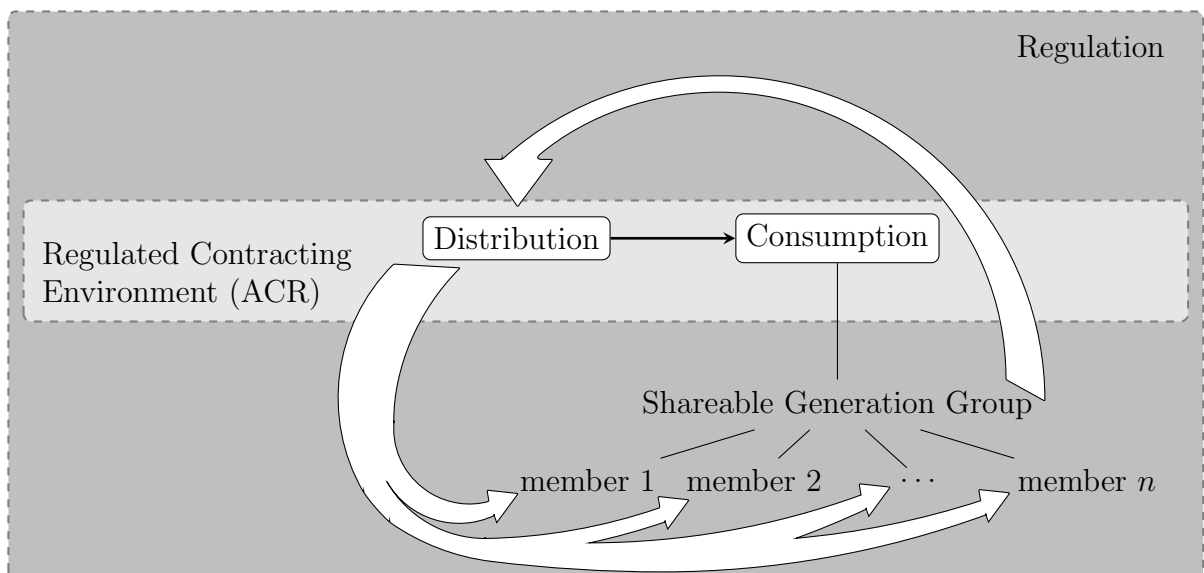 Regulation
Distribution
Consumption
Regulated Contracting
Environment (ACR)
Shareable Generation Group
member 1
member 2
⋯
member n